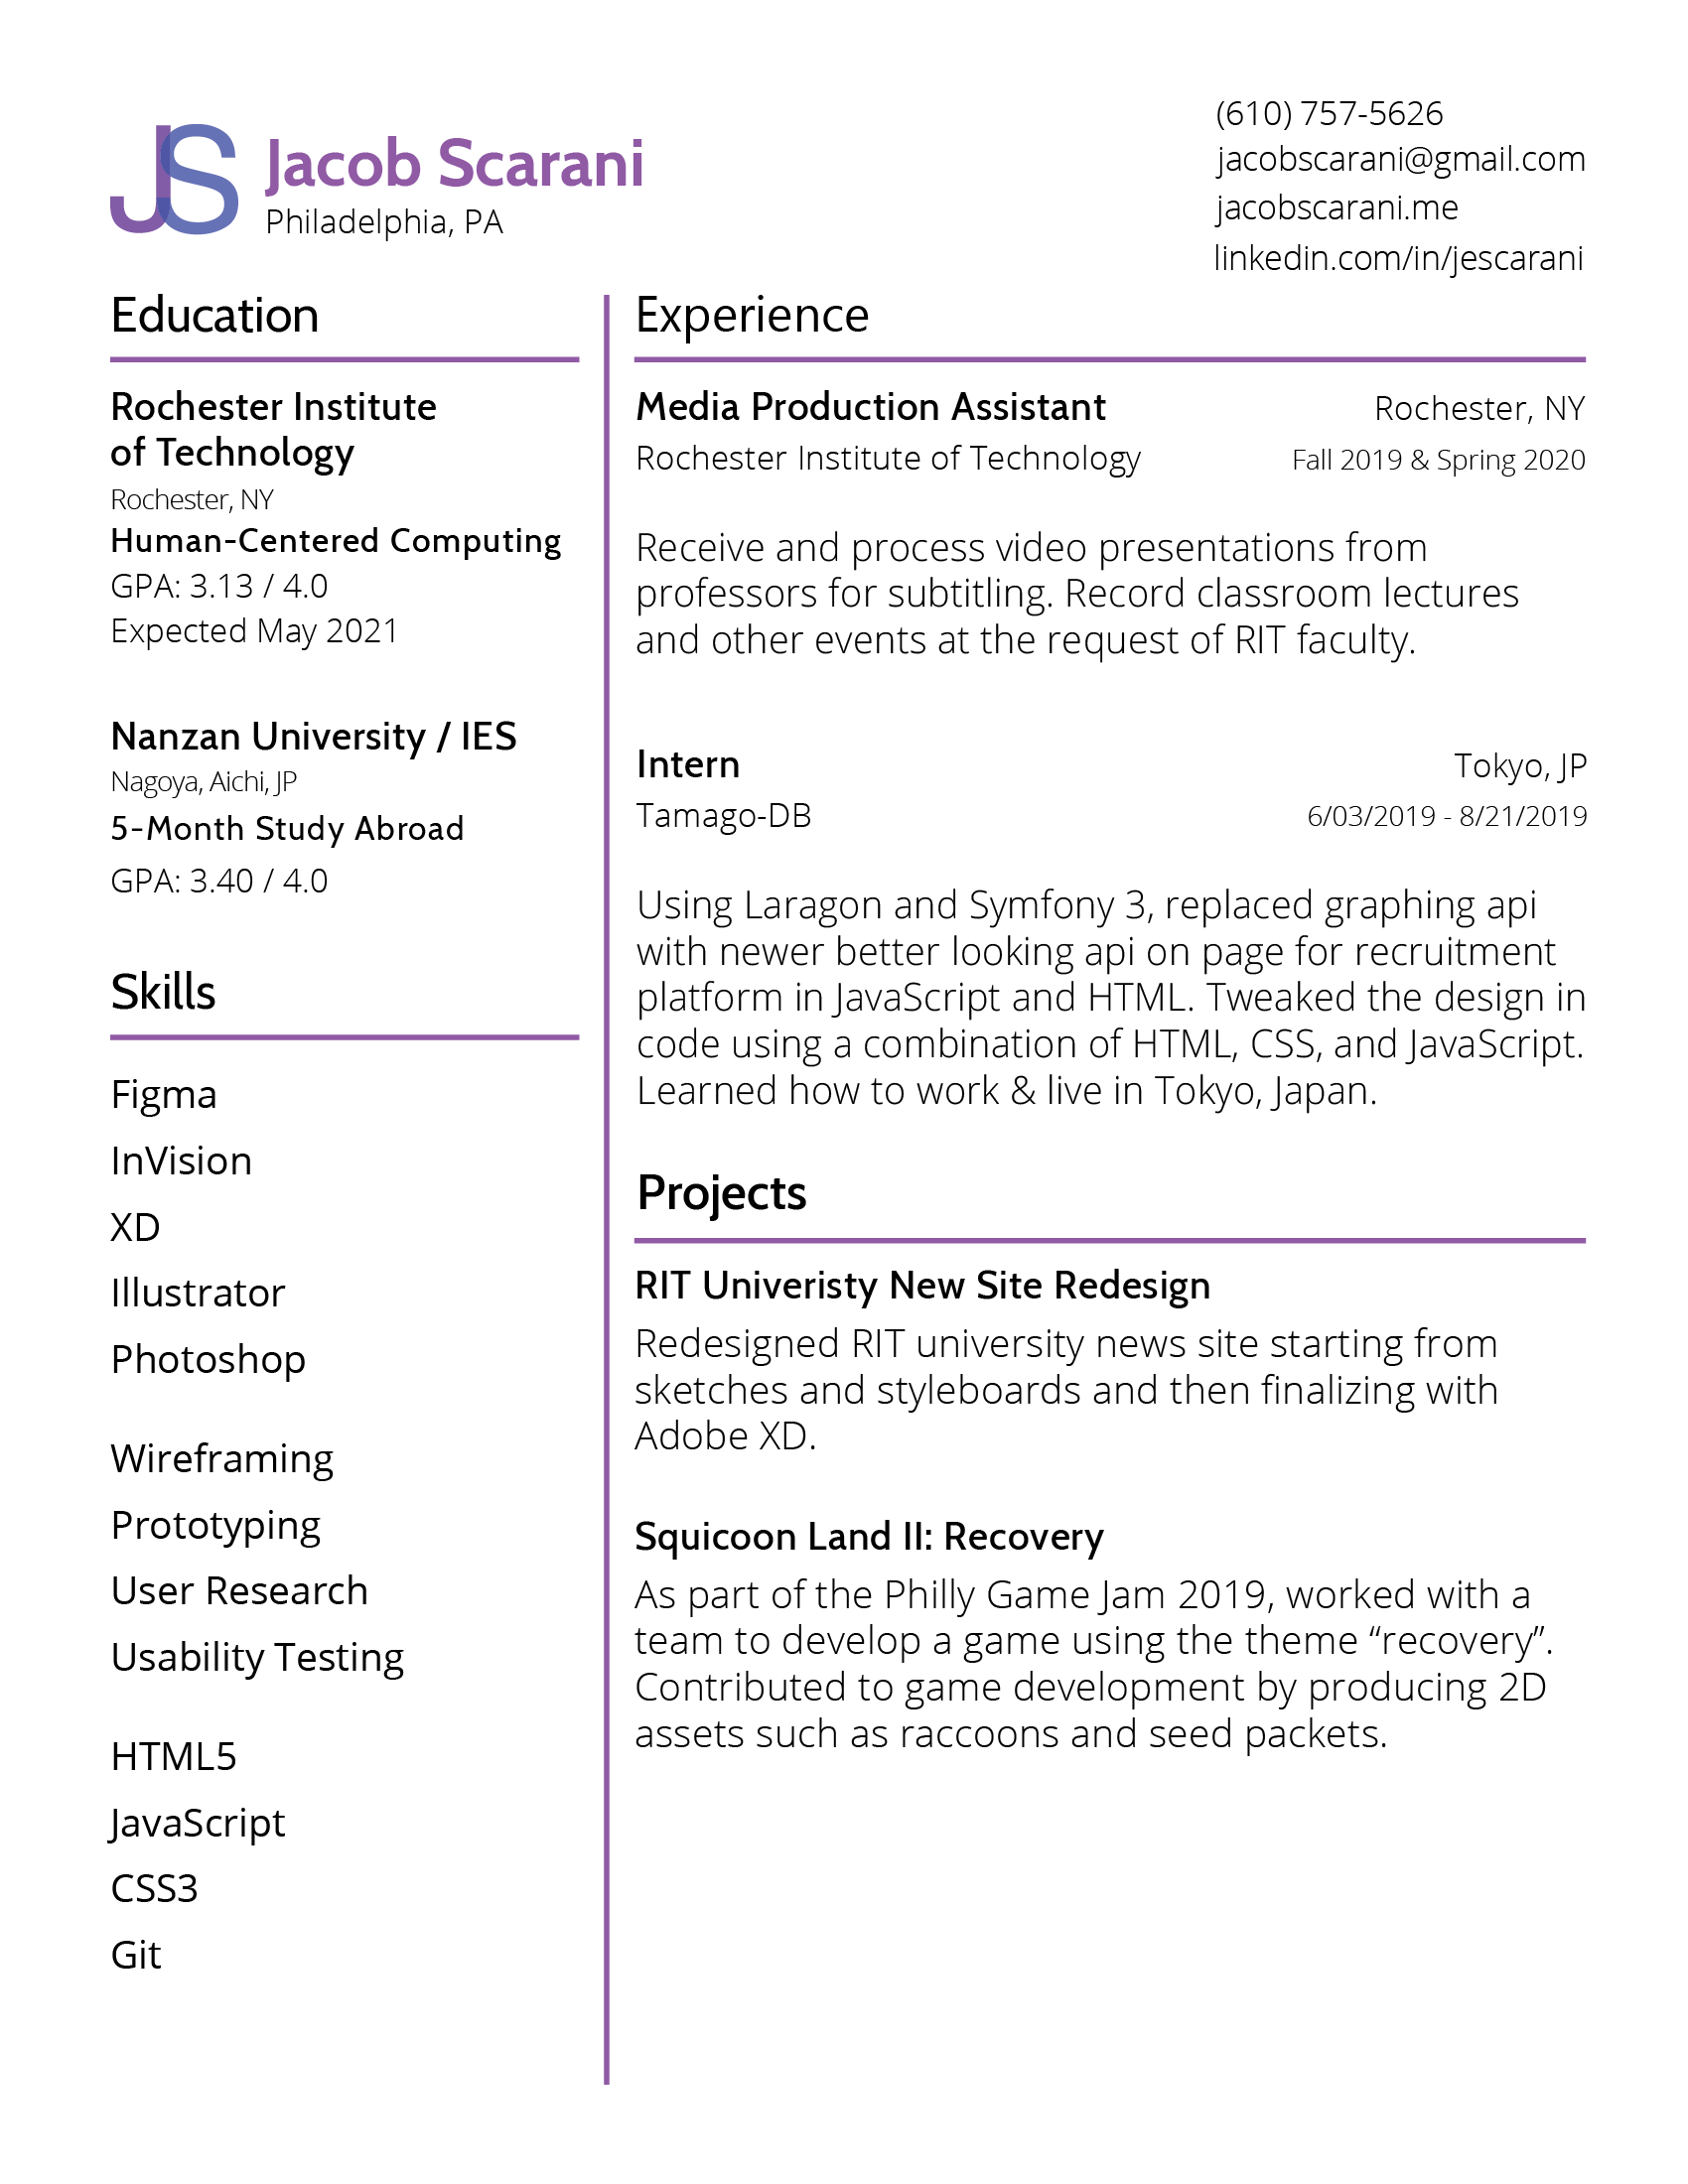 JS
Jacob Scarani
Philadelphia, PA
(610) 757-5626
jacobscarani@gmail.com
jacobscarani.me
linkedin.com/in/jescarani
Education
Rochester Institute
of Technology
Rochester, NY
Human-Centered Computing
GPA: 3.13 / 4.0
Expected May 2021
Nanzan University / IES
Nagoya, Aichi, JP
5-Month Study Abroad
GPA: 3.40 / 4.0
Skills
Figma
InVision
XD
Illustrator
Photoshop
Wireframing
Prototyping
User Research
Usability Testing
HTML5
JavaScript
CSS3
Git
Experience
Media Production Assistant Rochester, NY
Rochester Institute of Technology Fall 2019 & Spring 2020
Receive and process video presentations from
professors for subtitling. Record classroom lectures
and other events at the request of RIT faculty.
Intern Tokyo, JP
Tamago-DB 6/03/2019 - 8/21/2019
Using Laragon and Symfony 3, replaced graphing api
with newer better looking api on page for recruitment
platform in JavaScript and HTML. Tweaked the design in
code using a combination of HTML, CSS, and JavaScript.
Learned how to work & live in Tokyo, Japan.
Projects
RIT Univeristy New Site Redesign
Redesigned RIT university news site starting from
sketches and styleboards and then finalizing with
Adobe XD.
Squicoon Land II: Recovery
As part of the Philly Game Jam 2019, worked with a
team to develop a game using the theme “recovery”.
Contributed to game development by producing 2D
assets such as raccoons and seed packets.